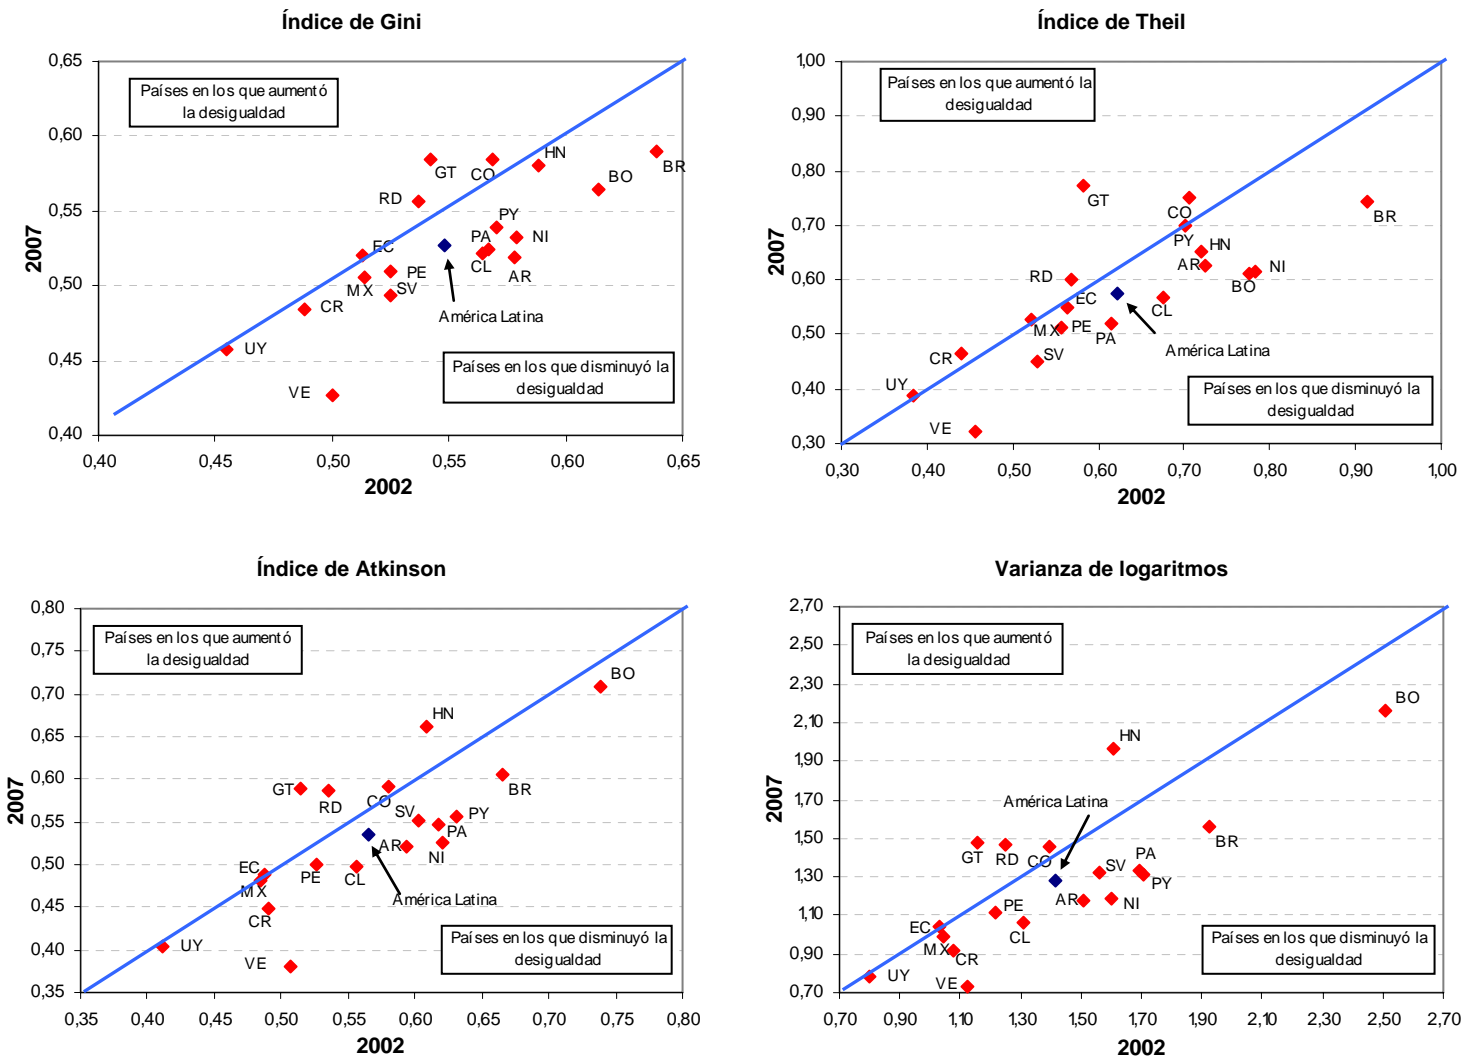 Índice de Gini
0,65
0,60
0,55
0,50
0,45
0,40
2007
Países en los que aumentó
la desigualdad
GT
CO
HN
BR
BO
RD
PY
EC
PA
NI
PE
CL
AR
MX
SV
CR
América Latina
UY
VE
Países en los que disminuyó la
desigualdad
0,40
0,45
0,50
0,55
0,60
0,65
2002
Índice de Theil
1,00
0,90
0,80
0,70
0,60
0,50
0,40
0,30
2007
Países en los que aumentó la
desigualdad
GT
CO
BR
PY
HN
AR
NI
RD
BO
EC
CL
MX
PE
PA
SV
América Latina
CR
UY
VE
Países en los que disminuyó la
desigualdad
0,30
0,40
0,50
0,60
0,70
0,80
0,90
1,00
2002
Índice de Atkinson
0,80
0,75
0,70
0,65
0,60
0,55
0,50
0,45
0,40
0,35
2007
Países en los que aumentó
la desigualdad
BO
HN
GT
RD
CO
BR
SV
PY
PA
AR
NI
EC
PE
CL
MX
América Latina
CR
UY
VE
Países en los que disminuyó la
desigualdad
0,35
0,40
0,45
0,50
0,55
0,60
0,65
0,70
0,75
0,80
2002
Varianza de logaritmos
2,70
2,50
2,30
2,10
1,90
1,70
1,50
1,30
1,10
0,90
0,70
2007
Países en los que aumentó
la desigualdad
BO
HN
América Latina
BR
GT
RD
CO
SV
PA
PY
AR
NI
PE
EC
CL
MX
CR
UY
VE
Países en los que disminuyó la
desigualdad
0,70
0,90
1,10
1,30
1,50
1,70
1,90
2,10
2,30
2,50
2,70
2002